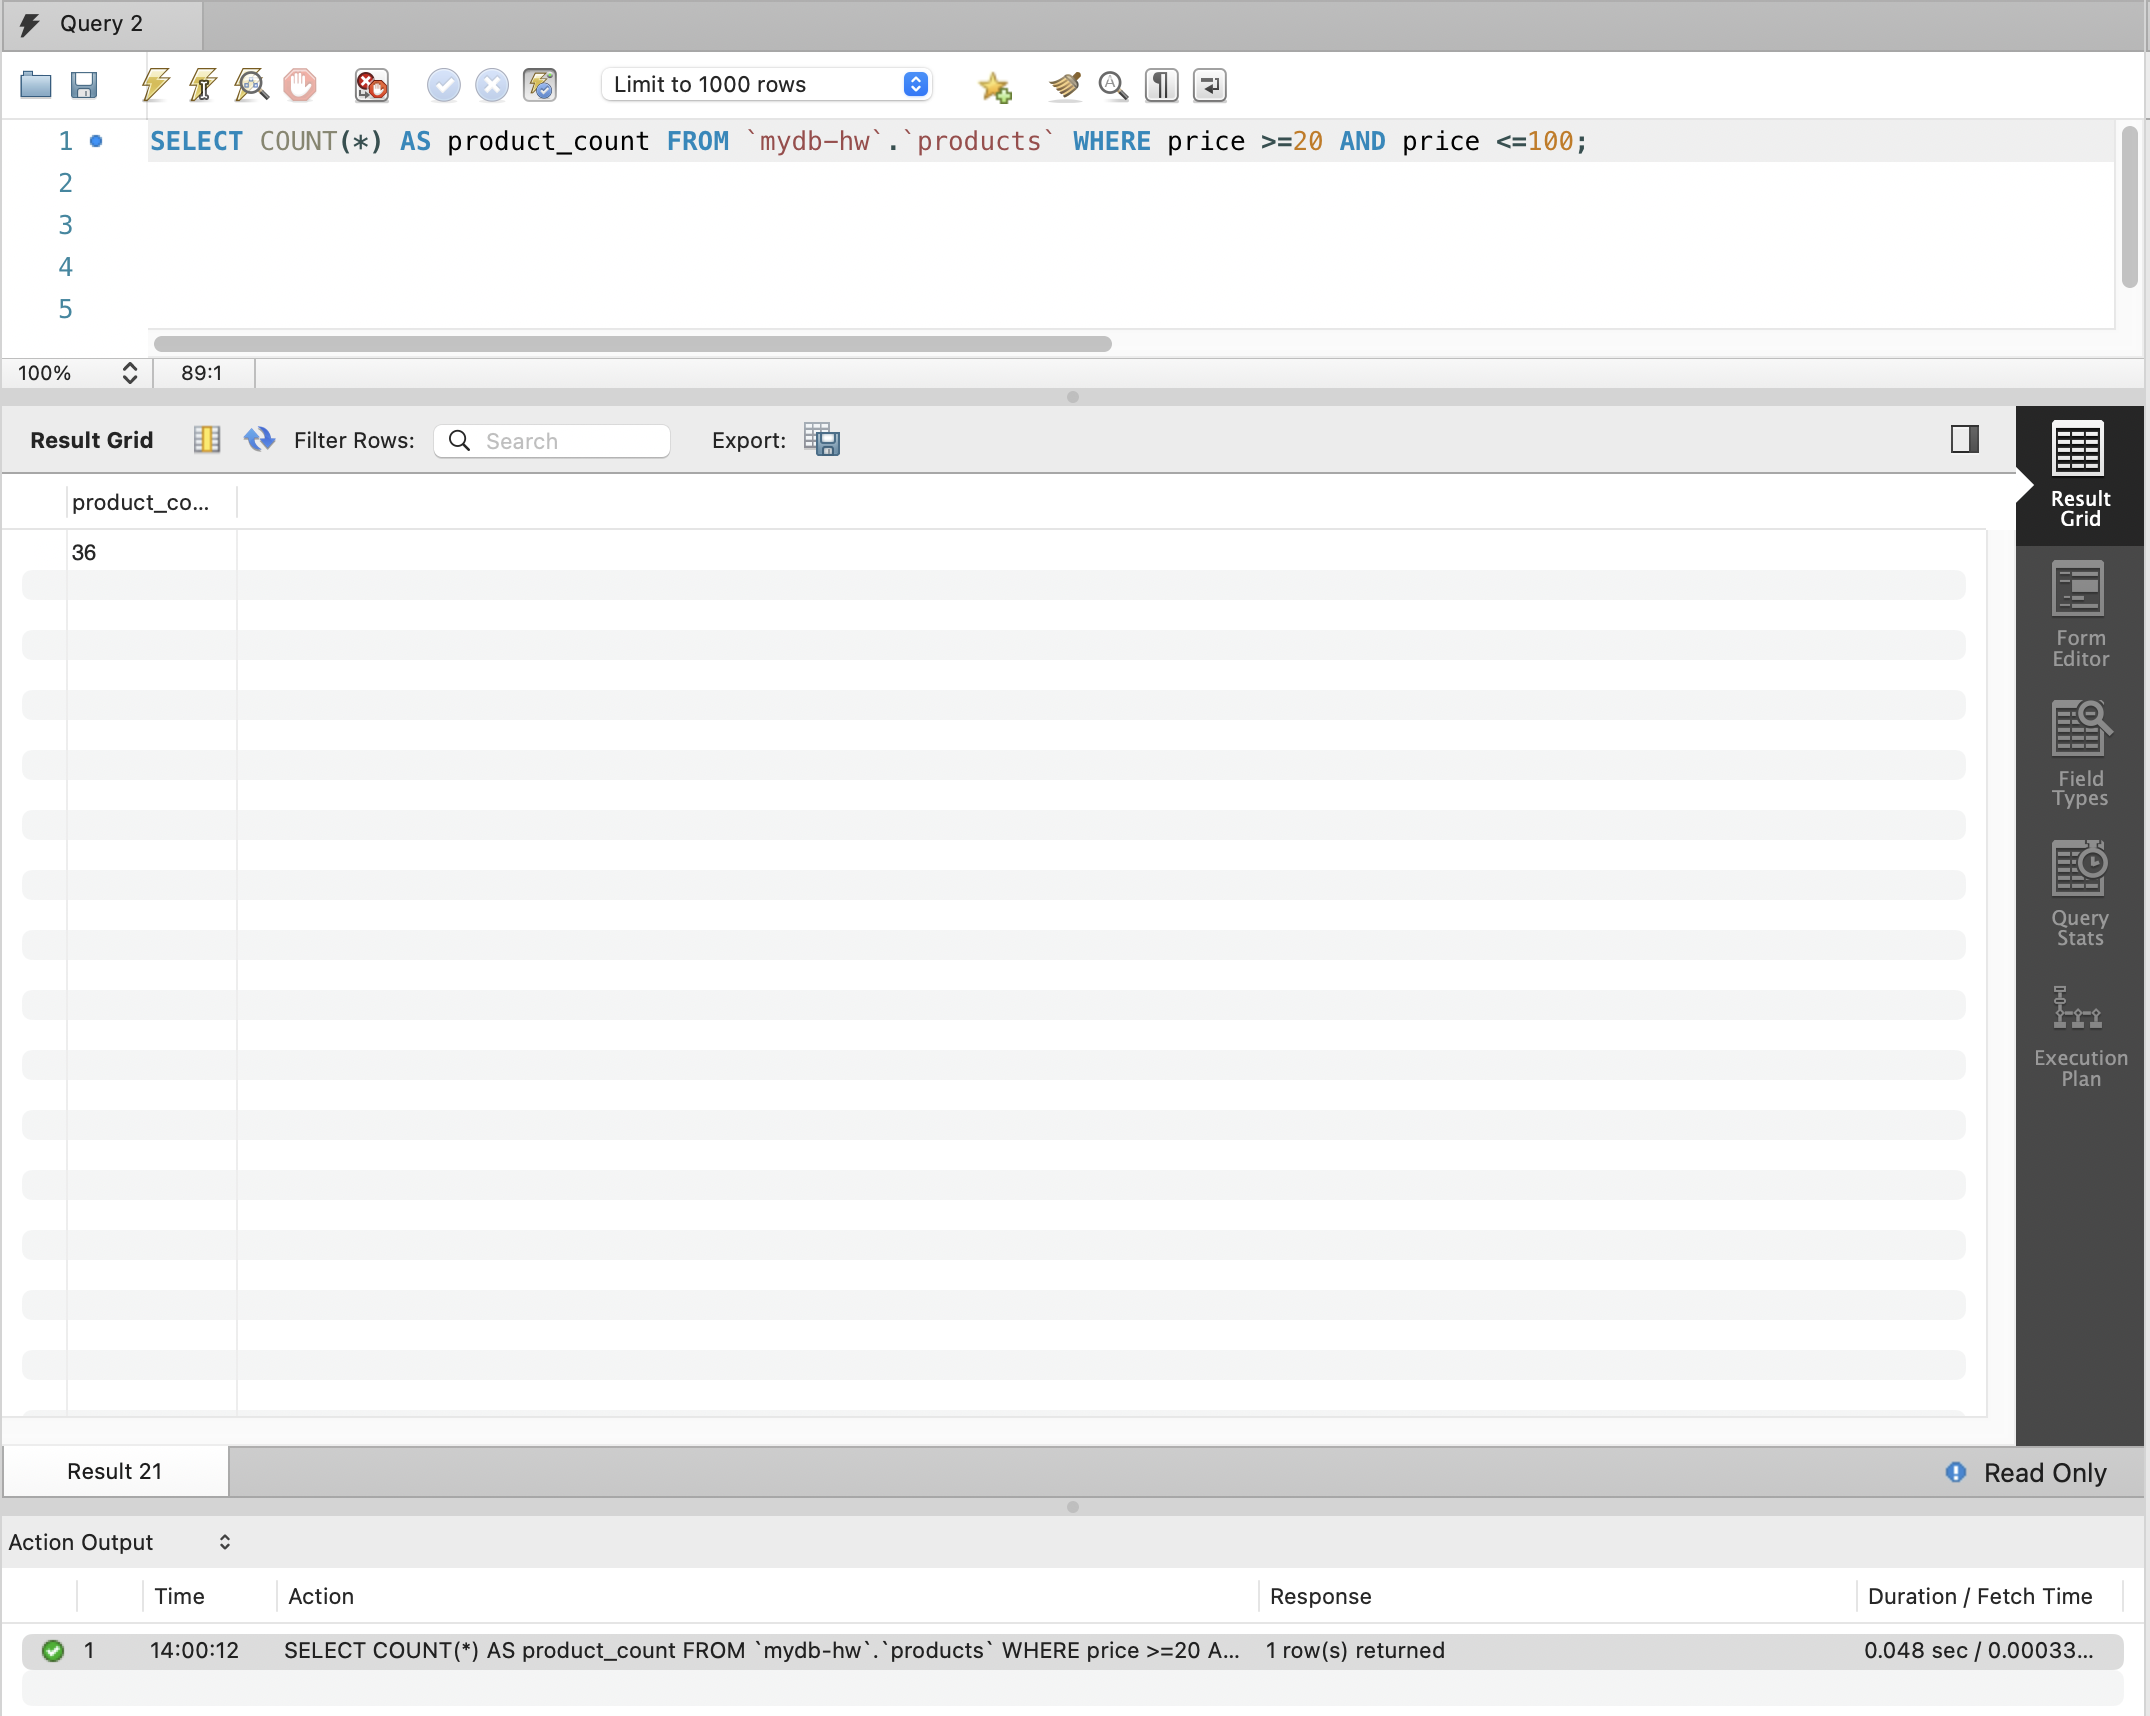 Query 2
Limit to 1000 rows
1 SELECT COUNT(*) AS product_count FROM `mydb-hw`.`products` WHERE price >=20 AND price <=100;
2
3
4
5
100% 89:1
Result Grid Filter Rows: Search Export:
product_co...
36
Result
Grid
Form
Editor
Field
Types
Query
Stats
Execution
Plan
Result 21 Read Only
Action Output
Time Action Response Duration / Fetch Time
1 14:00:12 SELECT COUNT(*) AS product_count FROM `mydb-hw`.`products` WHERE price >=20 A... 1 row(s) returned 0.048 sec / 0.00033...